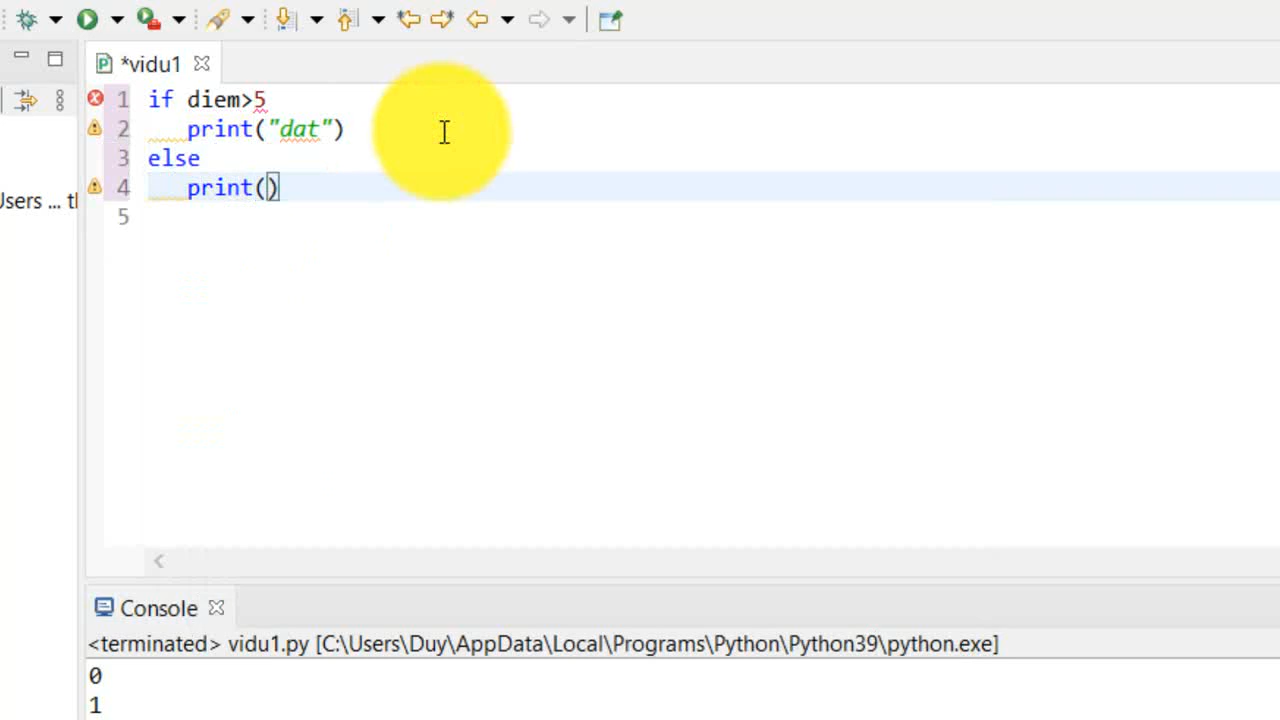 *vidu1
1 if diem>5
2 print("dat")
3 else
4 print()
5
Users ... tl
Console
<terminated> vidu1.py [C:\Users\Duy\AppData\Local\Programs\Python\Python39\python.exe]
0
1